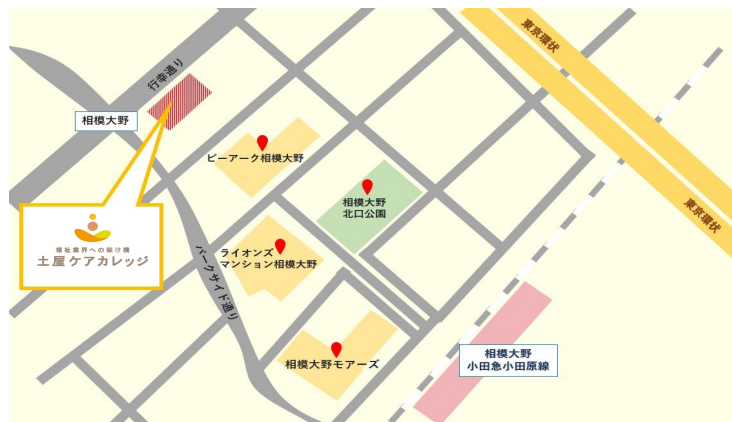 東京環状
行幸通り
相模大野
ピーアーク相模大野
相模大野
北口公園
東京環状
福祉業界への架け橋
土屋ケアカレッジ
ライオンズ
マンション相模大野
パークサイド通り
相模大野モアーズ
相模大野
小田急小田原線